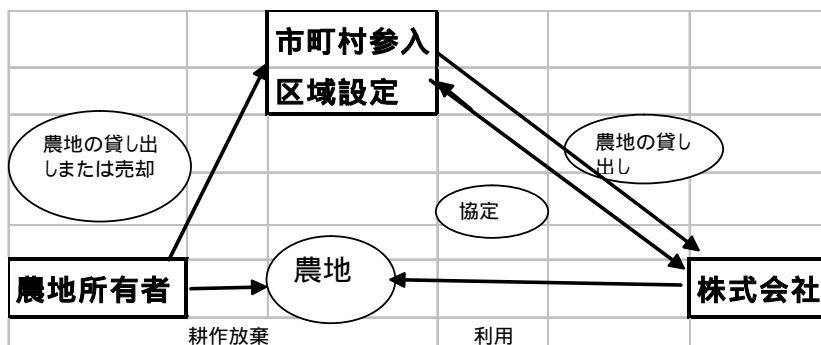 市町村参入
区域設定
農地の貸し出
しまたは売却
農地の貸し
出し
協定
農地所有者
農地
株式会社
耕作放棄
利用